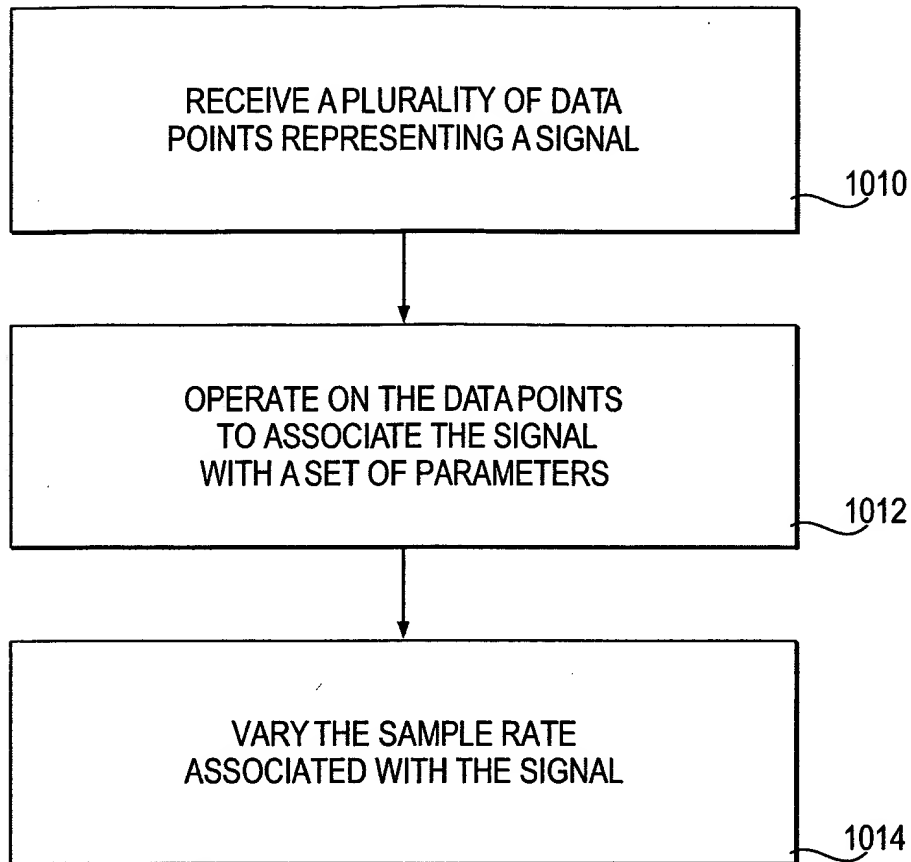 RECEIVE A PLURALITY OF DATA
POINTS REPRESENTING A SIGNAL
1010
OPERATE ON THE DATA POINTS
TO ASSOCIATE THE SIGNAL
WITH A SET OF PARAMETERS
1012
VARY THE SAMPLE RATE
ASSOCIATED WITH THE SIGNAL
1014